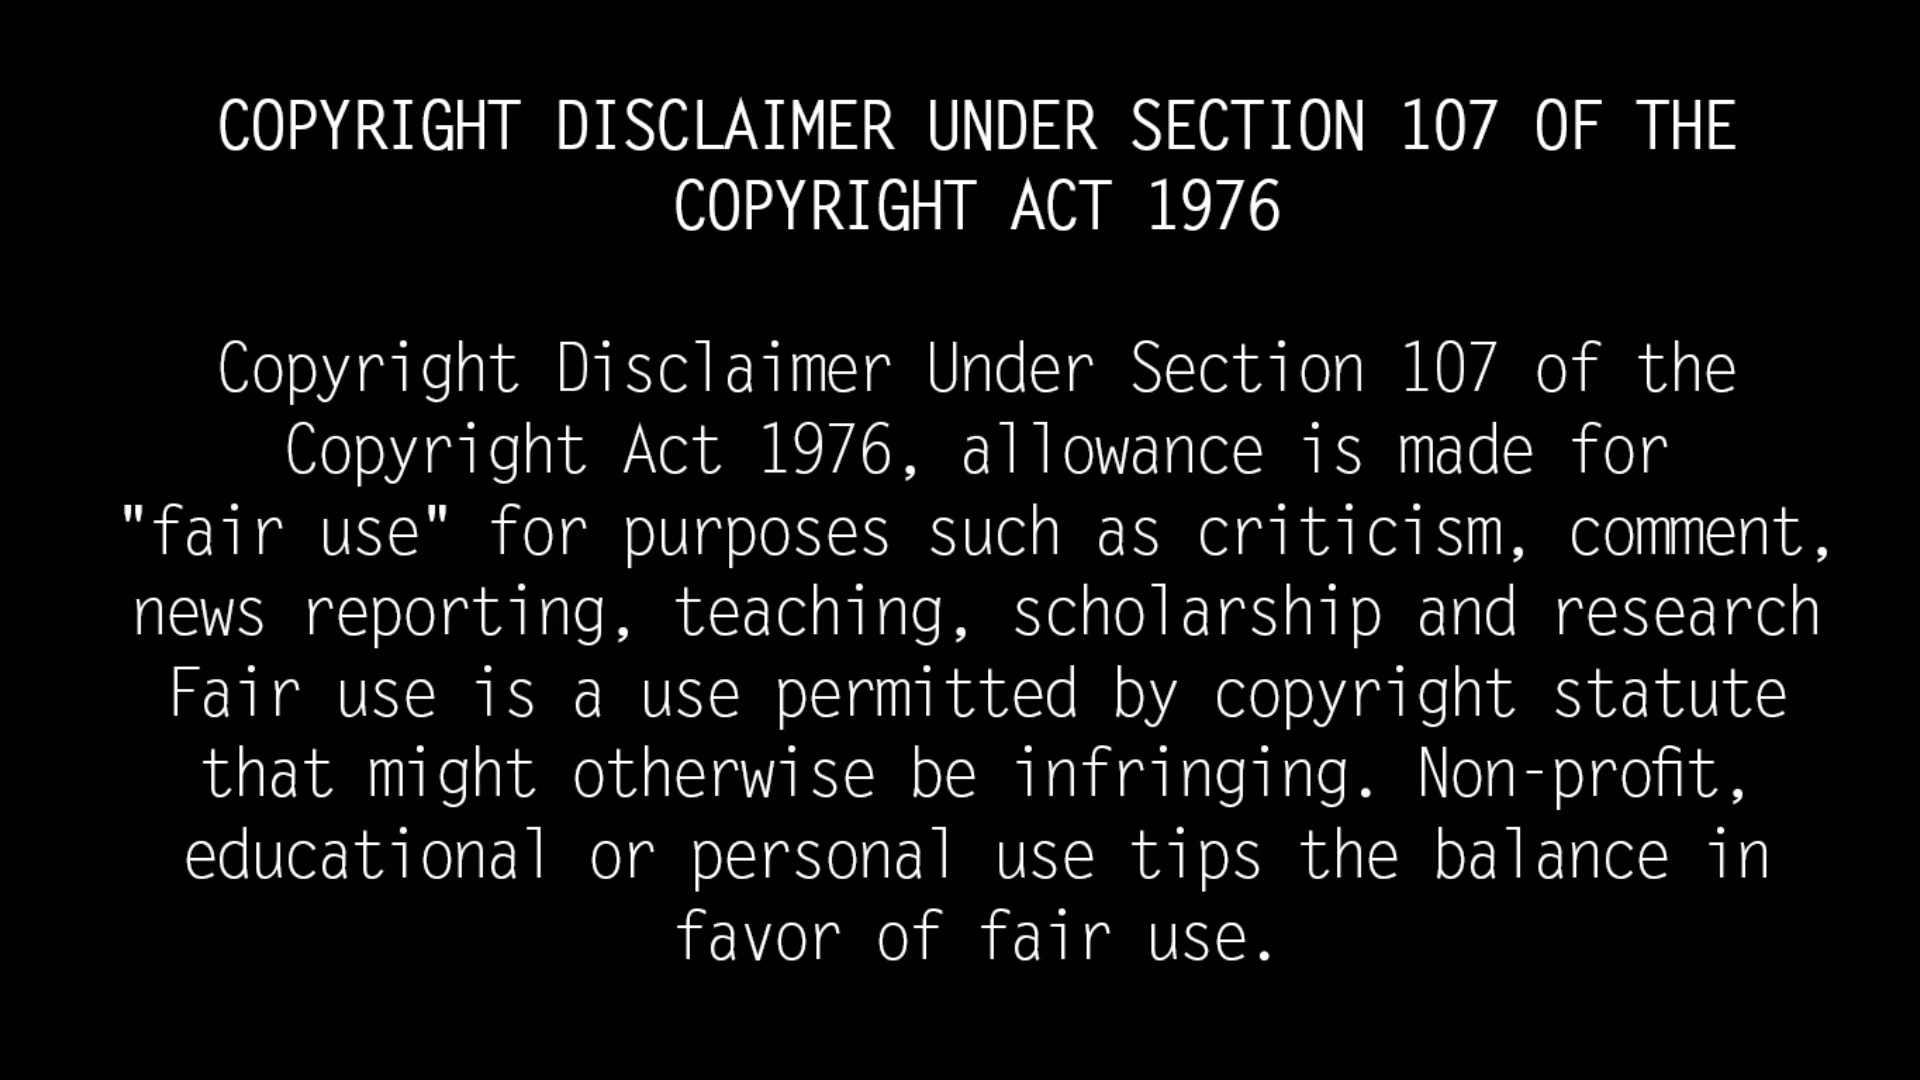 COPYRIGHT DISCLAIMER UNDER SECTION 107 OF THE
COPYRIGHT ACT 1976
Copyright Disclaimer Under Section 107 of the
Copyright Act 1976, allowance is made for
"fair use" for purposes such as criticism, comment,
news reporting, teaching, scholarship and research
Fair use is a use permitted by copyright statute
that might otherwise be infringing. Non-profit,
educational or personal use tips the balance in
favor of fair use.